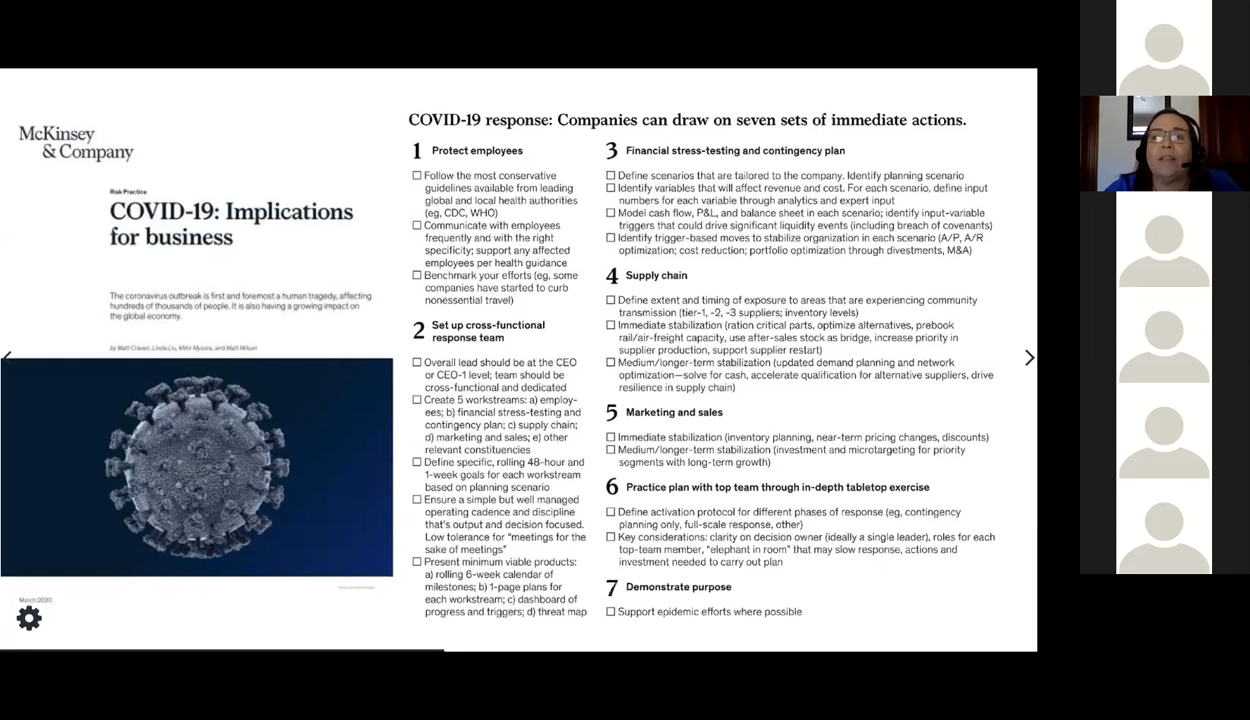 McKinsey
& Company
Risk Practice
COVID-19: Implications
for business
The coronavirus outbreak is first and foremost a human tragedy, affecting
hundreds of thousands of people. It is also having a growing impact on
the global economy.
by Matt Craven, Linda Liu, Mihir Mysore, and Matt Wilson
March 2020
COVID-19 response: Companies can draw on seven sets of immediate actions.
1 Protect employees
Follow the most conservative
guidelines available from leading
global and local health authorities
(eg, CDC, WHO)
Communicate with employees
frequently and with the right
specificity; support any affected
employees per health guidance
Benchmark your efforts (eg, some
companies have started to curb
nonessential travel)
2 Set up cross-functional
response team
Overall lead should be at the CEO
or CEO-1 level; team should be
cross-functional and dedicated
Create 5 workstreams: a) employ-
ees; b) financial stress-testing and
contingency plan; c) supply chain;
d) marketing and sales; e) other
relevant constituencies
Define specific, rolling 48-hour and
1-week goals for each workstream
based on planning scenario
Ensure a simple but well managed
operating cadence and discipline
that's output and decision focused.
Low tolerance for "meetings for the
sake of meetings"
Present minimum viable products:
a) rolling 6-week calendar of
milestones; b) 1-page plans for
each workstream; c) dashboard of
progress and triggers; d) threat map
3 Financial stress-testing and contingency plan
Define scenarios that are tailored to the company. Identify planning scenario
Identify variables that will affect revenue and cost. For each scenario, define input
numbers for each variable through analytics and expert input
Model cash flow, P&L, and balance sheet in each scenario; identify input-variable
triggers that could drive significant liquidity events (including breach of covenants)
Identify trigger-based moves to stabilize organization in each scenario (A/P, A/R
optimization; cost reduction; portfolio optimization through divestments, M&A)
4 Supply chain
Define extent and timing of exposure to areas that are experiencing community
transmission (tier-1, -2, -3 suppliers; inventory levels)
Immediate stabilization (ration critical parts, optimize alternatives, prebook
rail/air-freight capacity, use after-sales stock as bridge, increase priority in
supplier production, support supplier restart)
Medium/longer-term stabilization (updated demand planning and network
optimization—solve for cash, accelerate qualification for alternative suppliers, drive
resilience in supply chain)
5 Marketing and sales
Immediate stabilization (inventory planning, near-term pricing changes, discounts)
Medium/longer-term stabilization (investment and microtargeting for priority
segments with long-term growth)
6 Practice plan with top team through in-depth tabletop exercise
Define activation protocol for different phases of response (eg, contingency
planning only, full-scale response, other)
Key considerations: clarity on decision owner (ideally a single leader), roles for each
top-team member, "elephant in room" that may slow response, actions and
investment needed to carry out plan
7 Demonstrate purpose
Support epidemic efforts where possible